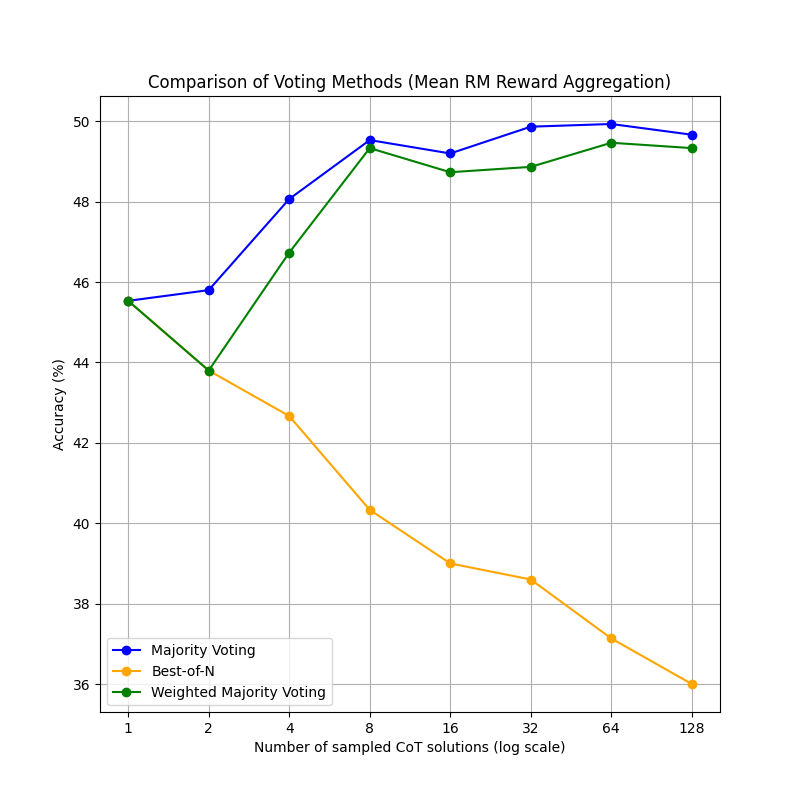 Comparison of Voting Methods (Mean RM Reward Aggregation)
Accuracy (%)
50
48
46
44
42
40
38
36
Majority Voting
Best-of-N
Weighted Majority Voting
1 2 4 8 16 32 64 128
Number of sampled CoT solutions (log scale)